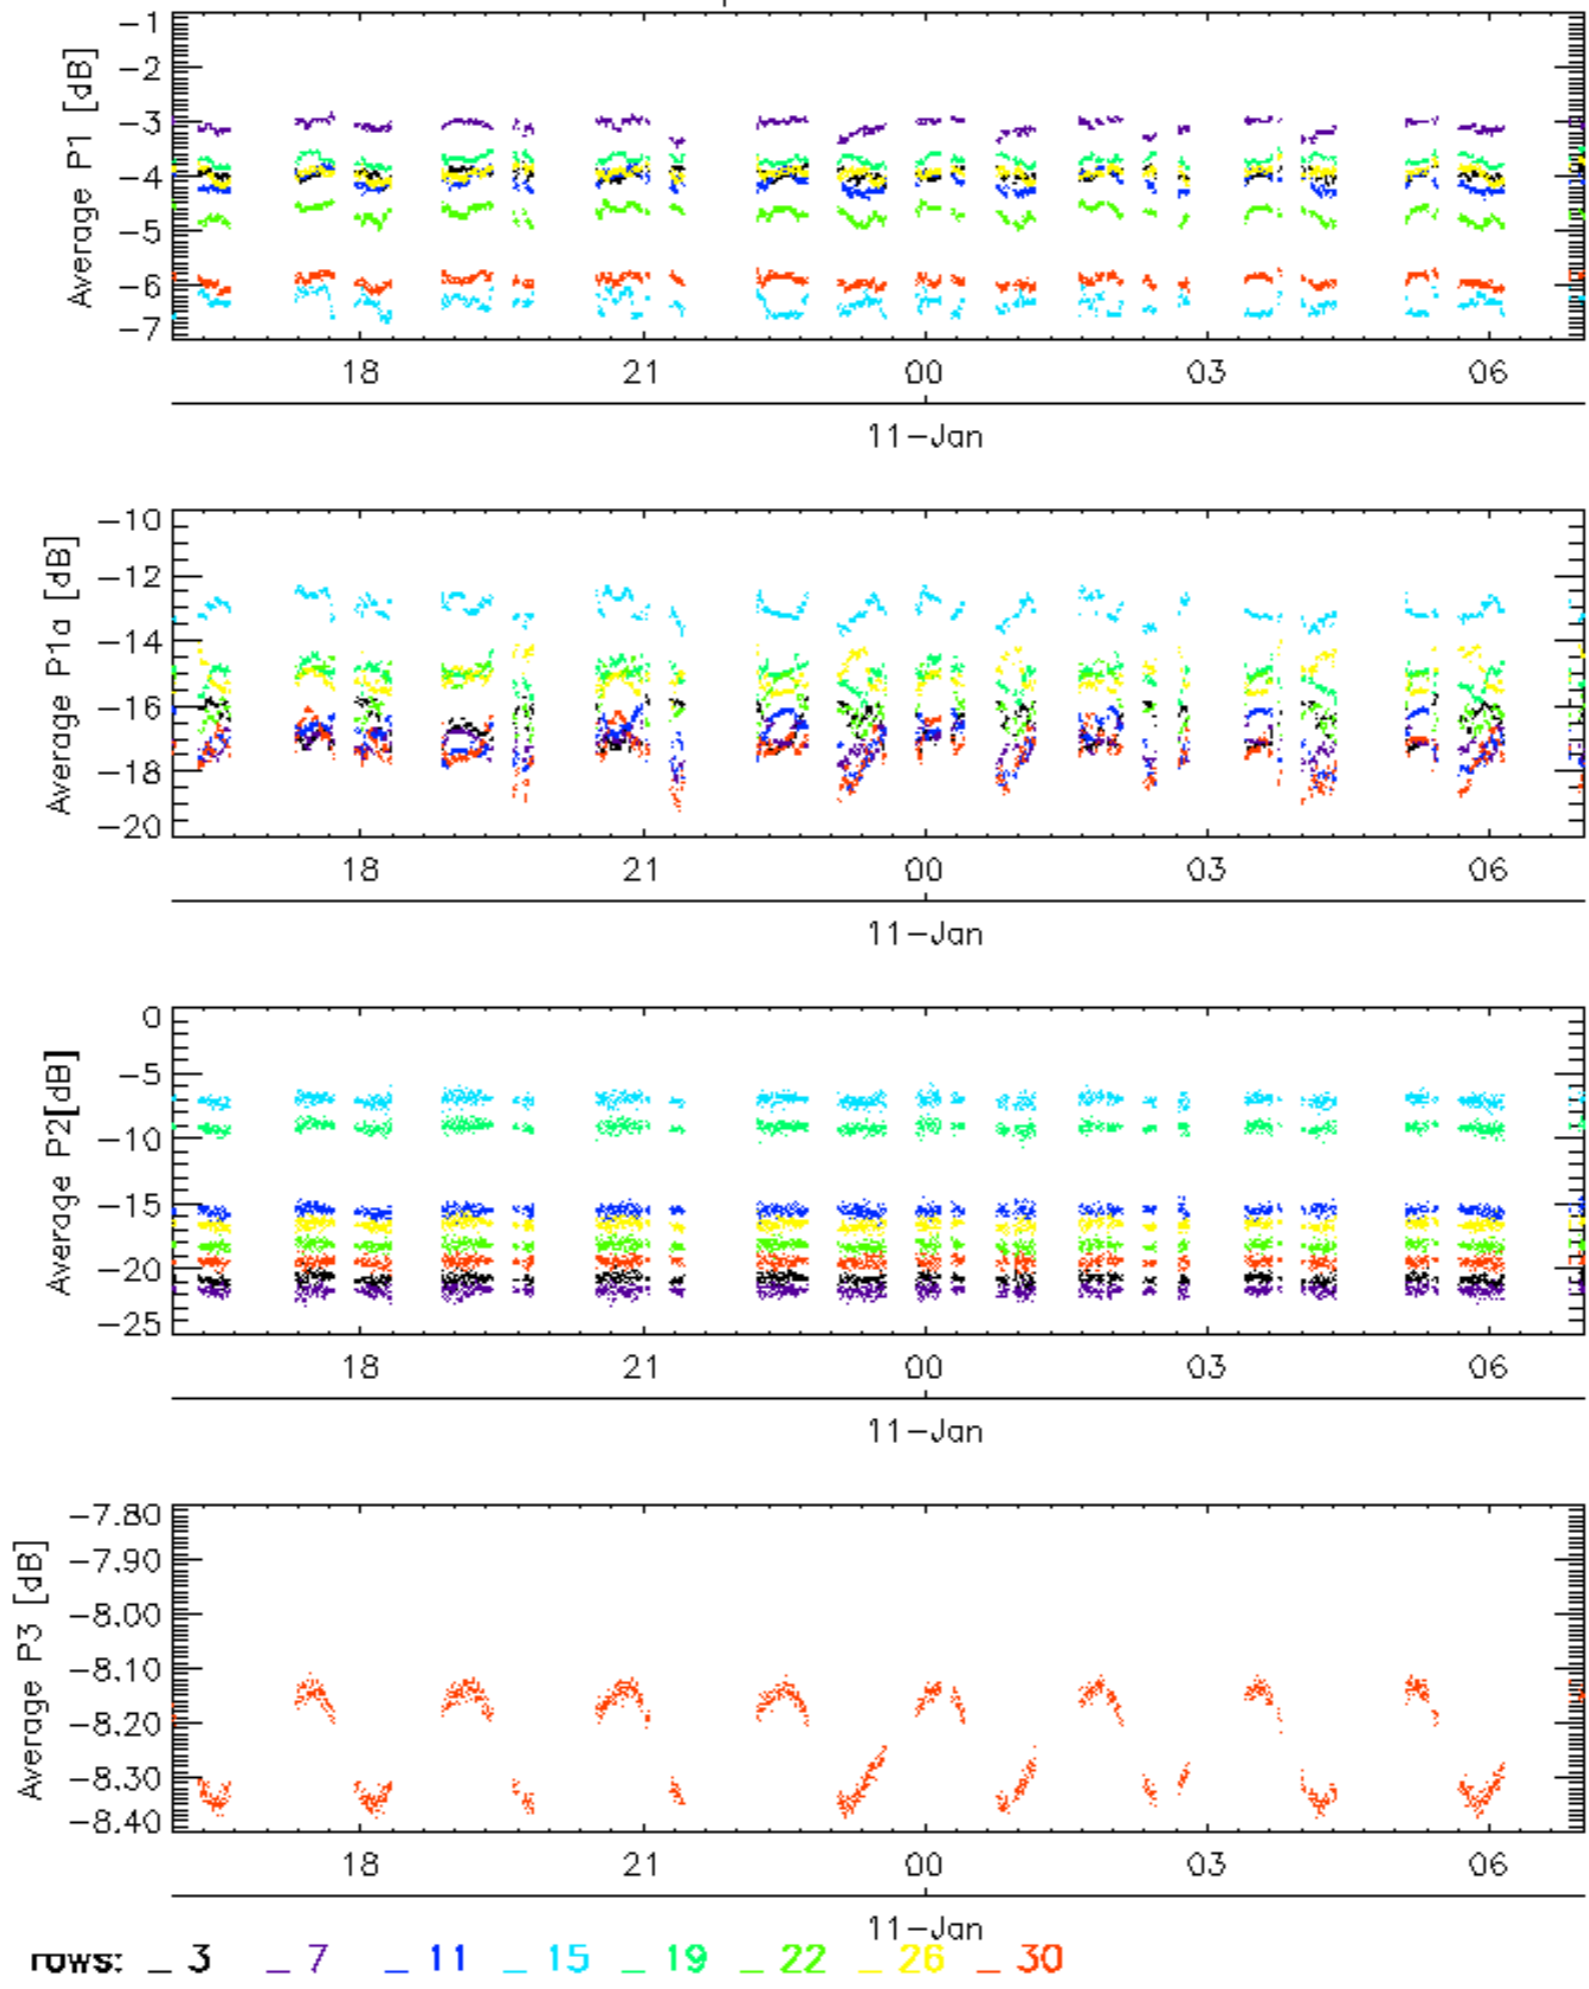 Average P1 [dB]
-1
-2
-3
-4
-5
-6
-7
18 21 00 03 06
11-Jan
Average P1a [dB]
-10
-12
-14
-16
-18
-20
18 21 00 03 06
11-Jan
Average P2[dB]
0
-5
-10
-15
-20
-25
18 21 00 03 06
11-Jan
Average P3 [dB]
-7.80
-7.90
-8.00
-8.10
-8.20
-8.30
-8.40
18 21 00 03 06
11-Jan
rows: _ 3 _ 7 _ 11 _ 15 _ 19 _ 22 _ 26 _ 30